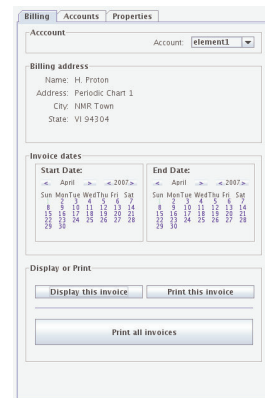 Billing Accounts Properties
Acccount
Account: element1
Billing address
Name: H. Proton
Address: Periodic Chart 1
City: NMR Town
State: VI 94304
Invoice dates
Start Date: End Date:
< April > < 2007 > < April > < 2007 >
Sun Mon Tue Wed Thu Fri Sat Sun Mon Tue Wed Thu Fri Sat
1 2 3 4 5 6 7 1 2 3 4 5 6 7
8 9 10 11 12 13 14 8 9 10 11 12 13 14
15 16 17 18 19 20 21 15 16 17 18 19 20 21
22 23 24 25 26 27 28 22 23 24 25 26 27 28
29 30 29 30
Display or Print
Display this invoice Print this invoice
Print all invoices